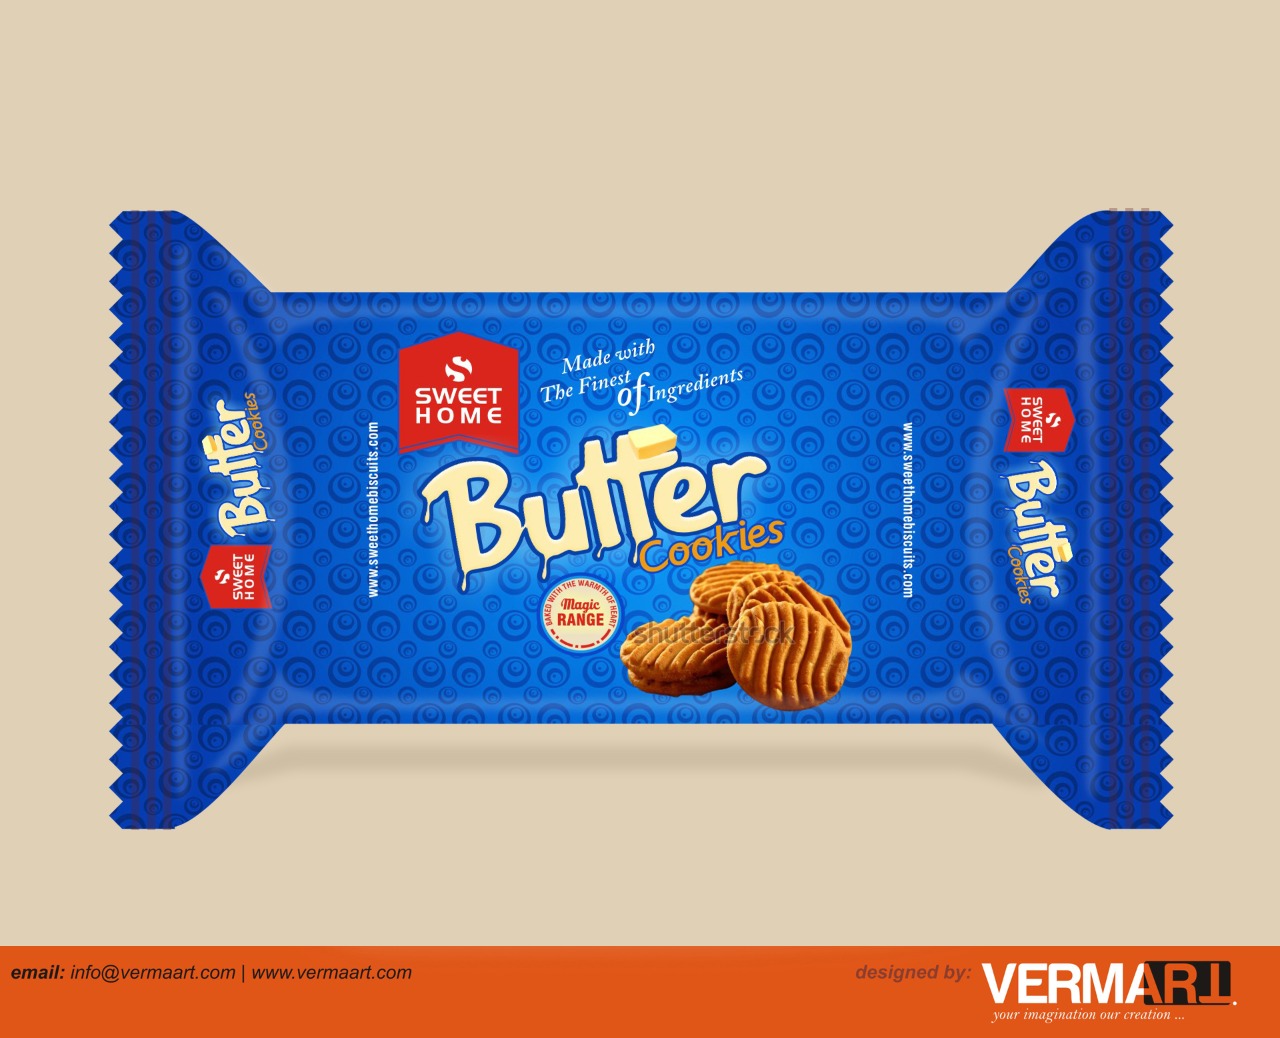 SWEET
HOME
Made with
The Finest of Ingredients
Butter
Cookies
BAKED WITH THE WARMTH OF HEART
Magic
RANGE
shutterstock
www.sweethomebiscuits.com
www.sweethomebiscuits.com
Butter
Cookies
SWEET
HOME
SWEET
HOME
Butter
Cookies
email: info@vermaart.com | www.vermaart.com
designed by: VERMAART.
your imagination our creation ...